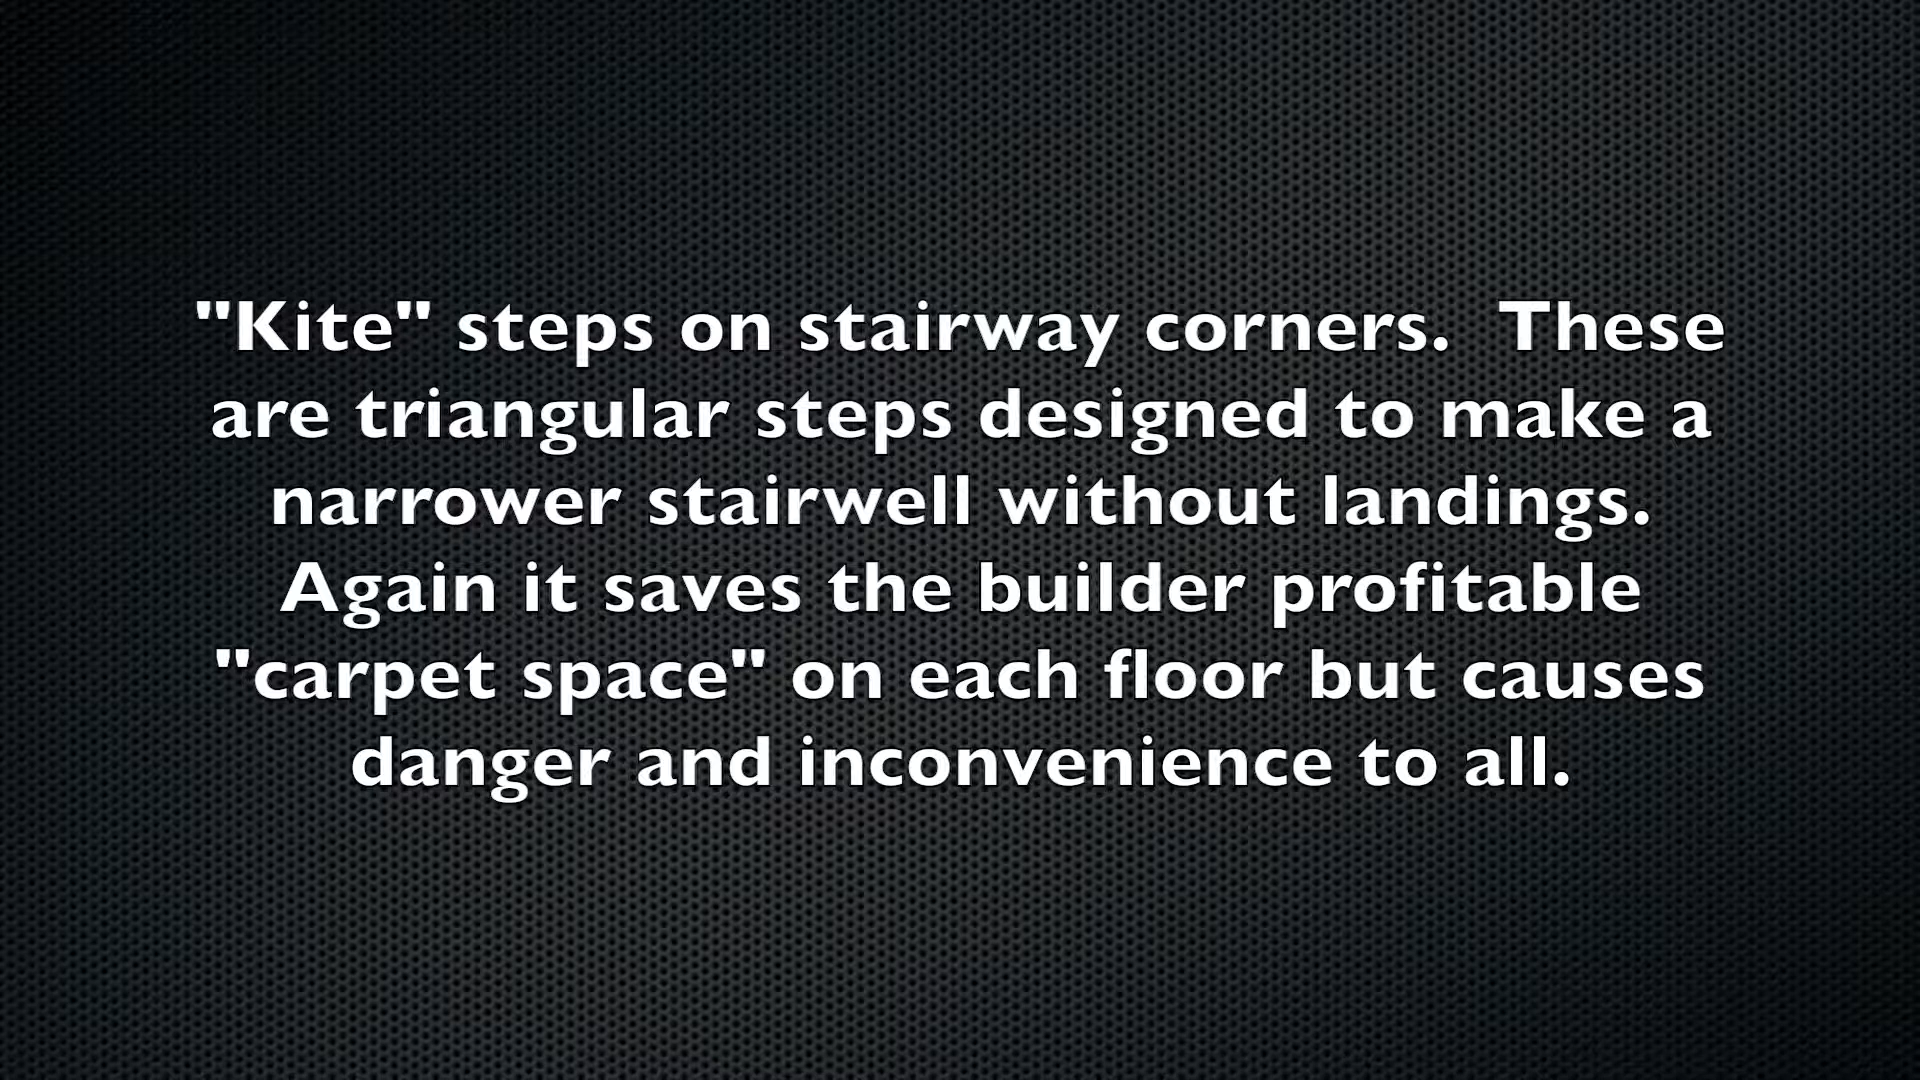 "Kite" steps on stairway corners.  These
are triangular steps designed to make a
narrower stairwell without landings.
Again it saves the builder profitable
"carpet space" on each floor but causes
danger and inconvenience to all.